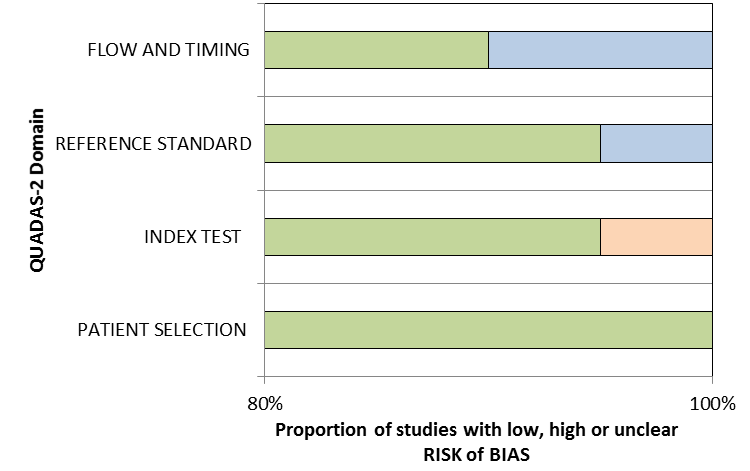 FLOW AND TIMING
REFERENCE STANDARD
INDEX TEST
PATIENT SELECTION
QUADAS-2 Domain
80%
100%
Proportion of studies with low, high or unclear
RISK of BIAS